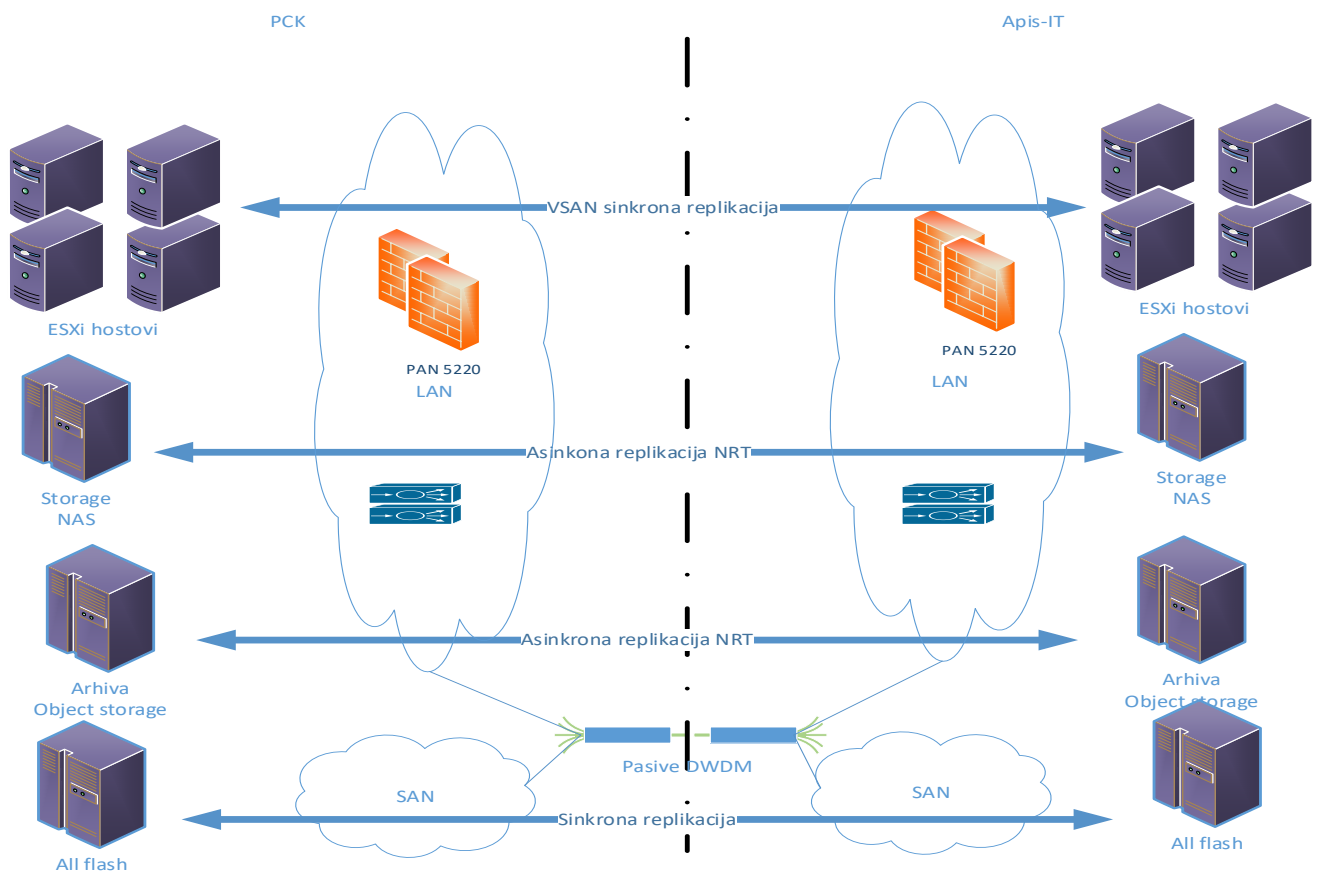 PCK
Apis-IT
VSAN sinkrona replikacija
ESXi hostovi
ESXi hostovi
PAN 5220
LAN
PAN 5220
LAN
Asinkona replikacija NRT
Storage
NAS
Storage
NAS
Asinkrona replikacija NRT
Arhiva
Object storage
Arhiva
Object storage
Pasive DWDM
SAN
SAN
Sinkrona replikacija
All flash
All flash